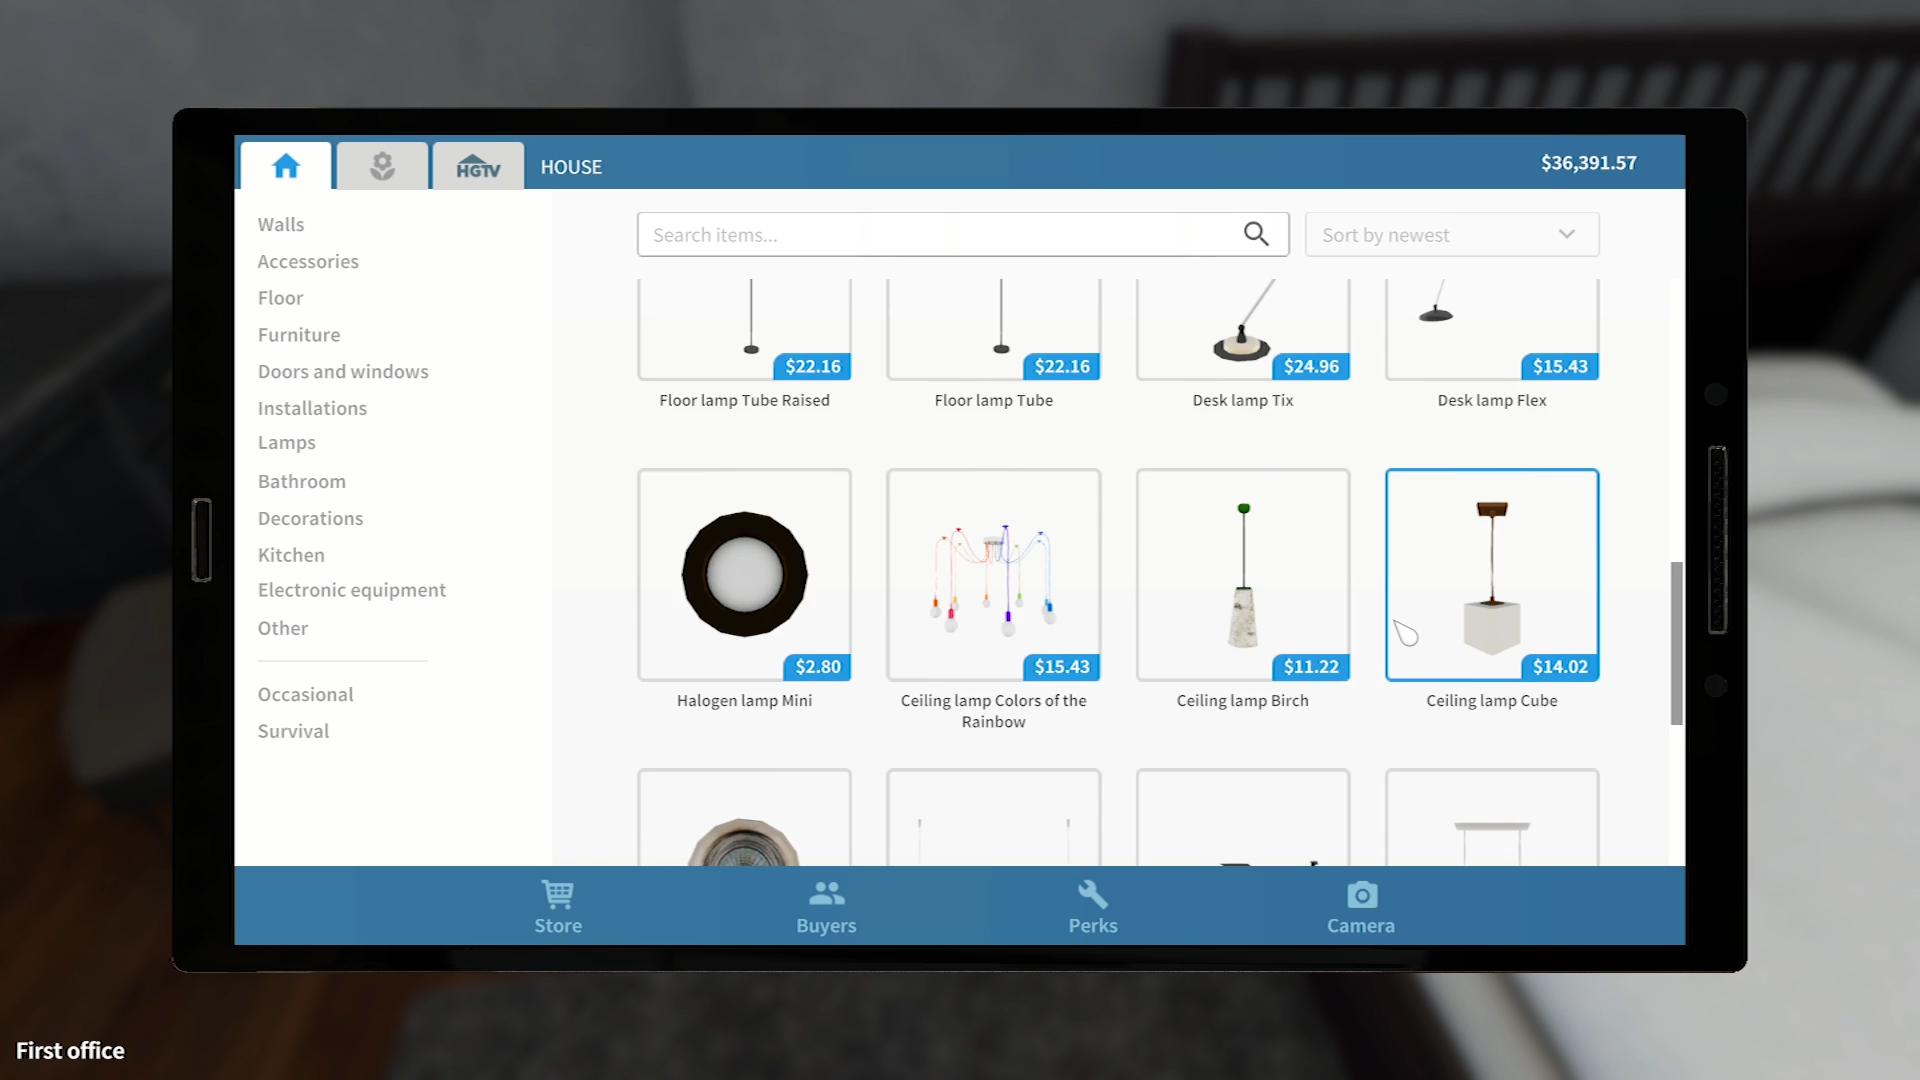 HGTV
HOUSE
$36,391.57
Walls
Accessories
Floor
Furniture
Doors and windows
Installations
Lamps
Bathroom
Decorations
Kitchen
Electronic equipment
Other
Occasional
Survival
Search items...
Sort by newest
$22.16
$22.16
$24.96
$15.43
Floor lamp Tube Raised
Floor lamp Tube
Desk lamp Tix
Desk lamp Flex
$2.80
$15.43
$11.22
$14.02
Halogen lamp Mini
Ceiling lamp Colors of the
Rainbow
Ceiling lamp Birch
Ceiling lamp Cube
Store
Buyers
Perks
Camera
First office